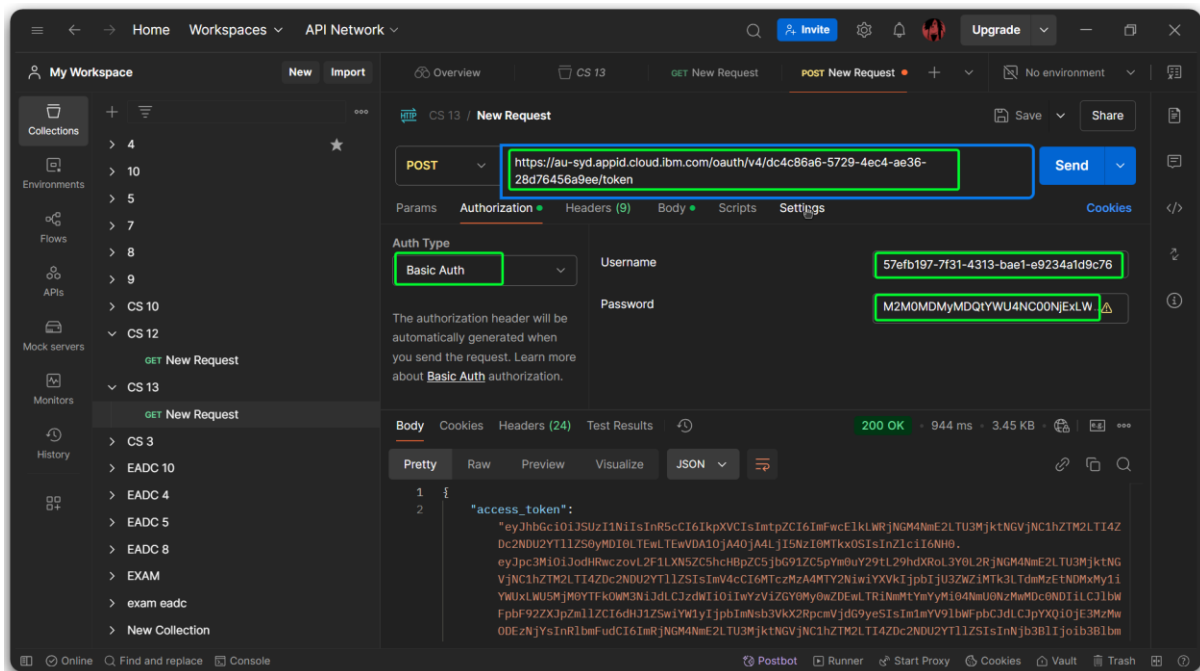 Home Workspaces API Network Invite Upgrade
My Workspace New Import Overview CS 13 GET New Request POST New Request No environment
Collections
Environments
Flows
APIs
Mock servers
Monitors
History
4
10
5
7
8
9
CS 10
CS 12
GET New Request
CS 13
GET New Request
CS 3
EADC 10
EADC 4
EADC 5
EADC 8
EXAM
exam eadc
New Collection
HTTP CS 13 / New Request Save Share
POST https://au-syd.appid.cloud.ibm.com/oauth/v4/dc4c86a6-5729-4ec4-ae36-
28d76456a9ee/token
Send
Params Authorization Headers (9) Body Scripts Settings Cookies
Auth Type
Basic Auth
The authorization header will be
automatically generated when
you send the request. Learn more
about Basic Auth authorization.
Username 57efb197-7f31-4313-bae1-e9234a1d9c76
Password M2M0MDMyMDQtYWU4NC00NjExLW...
Body Cookies Headers (24) Test Results 200 OK 944 ms 3.45 KB
Pretty Raw Preview Visualize JSON
1 {
2 "access_token":
Online Find and replace Console Postbot Runner Start Proxy Cookies Vault Trash